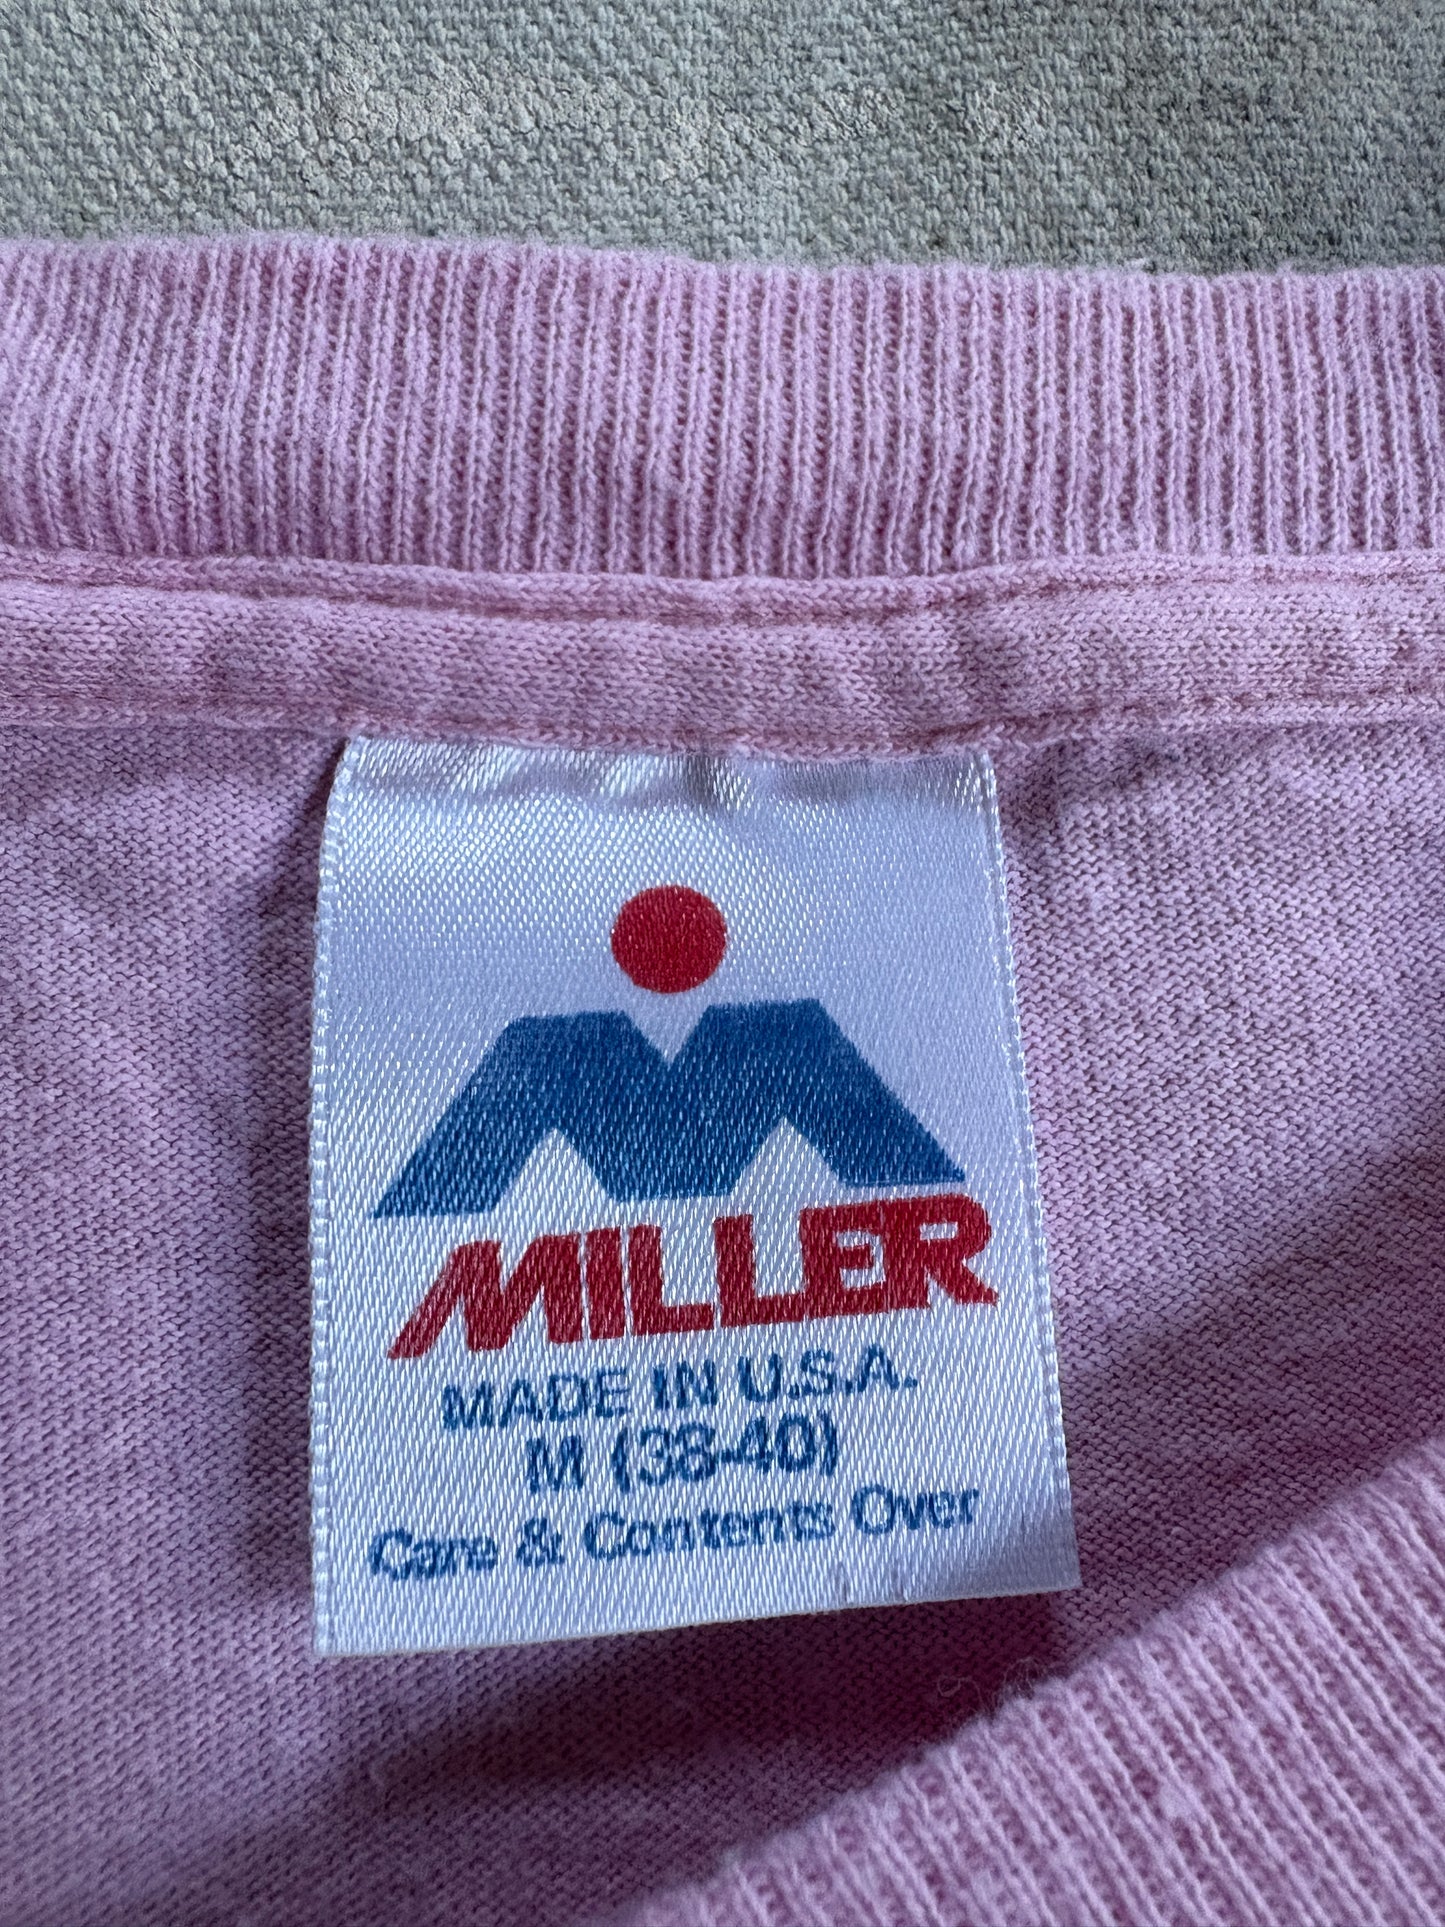 MILLER
MADE IN U.S.A.
M (38-40)
Care & Contents Over